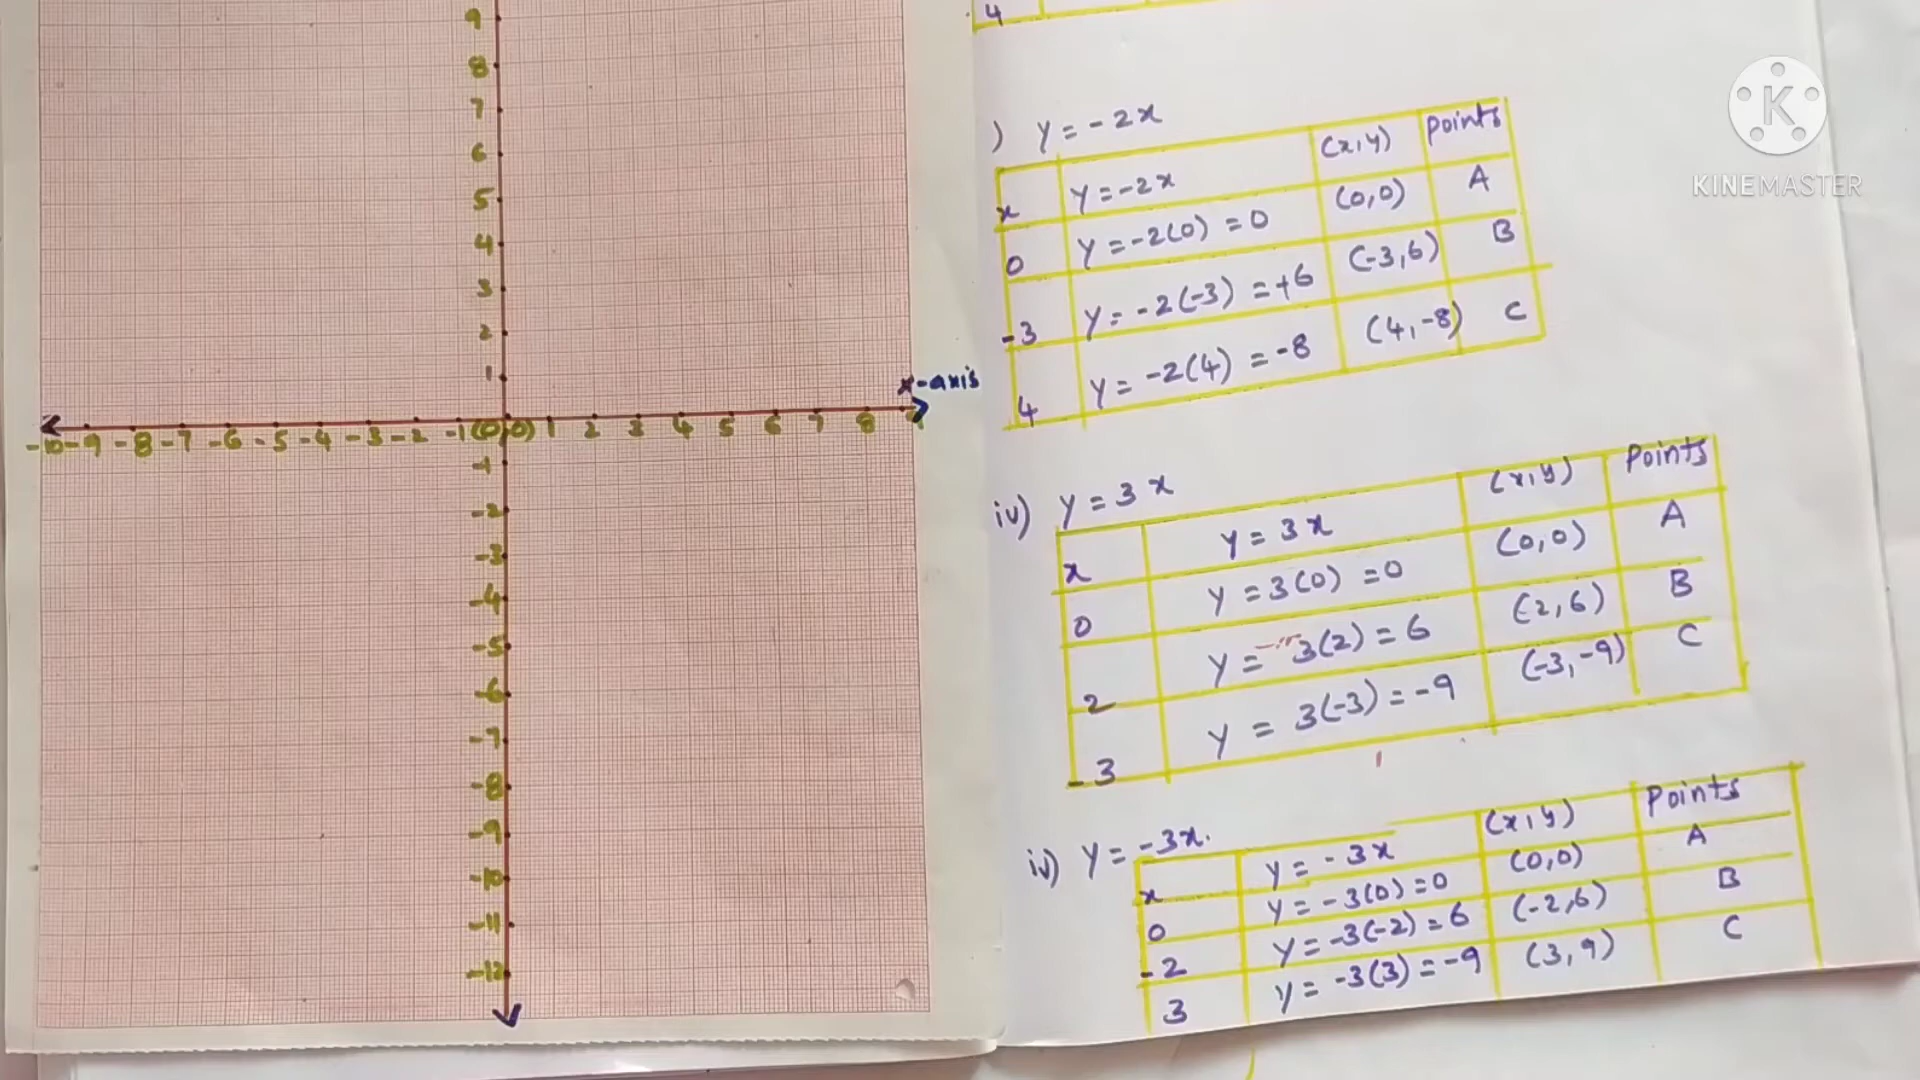 9
8
7
6
5
4
3
2
1
x-axis
-10 -9 -8 -7 -6 -5 -4 -3 -2 -1 (0,0) 1 2 3 4 5 6 7 8 9
-1
-2
-3
-4
-5
-6
-7
-8
-9
-10
-11
-12
4
) y = -2x
x y = -2x (x,y) points
0 y = -2(0) = 0 (0,0) A
-3 y = -2(-3) = +6 (-3,6) B
4 y = -2(4) = -8 (4,-8) C
iv) y = 3x
x y = 3x (x,y) points
0 y = 3(0) = 0 (0,0) A
2 y = 3(2) = 6 (2,6) B
-3 y = 3(-3) = -9 (-3,-9) C
iv) y = -3x.
x y = -3x (x,y) points
0 y = -3(0) = 0 (0,0) A
-2 y = -3(-2) = 6 (-2,6) B
3 y = -3(3) = -9 (3,9) C
K
KINEMASTER